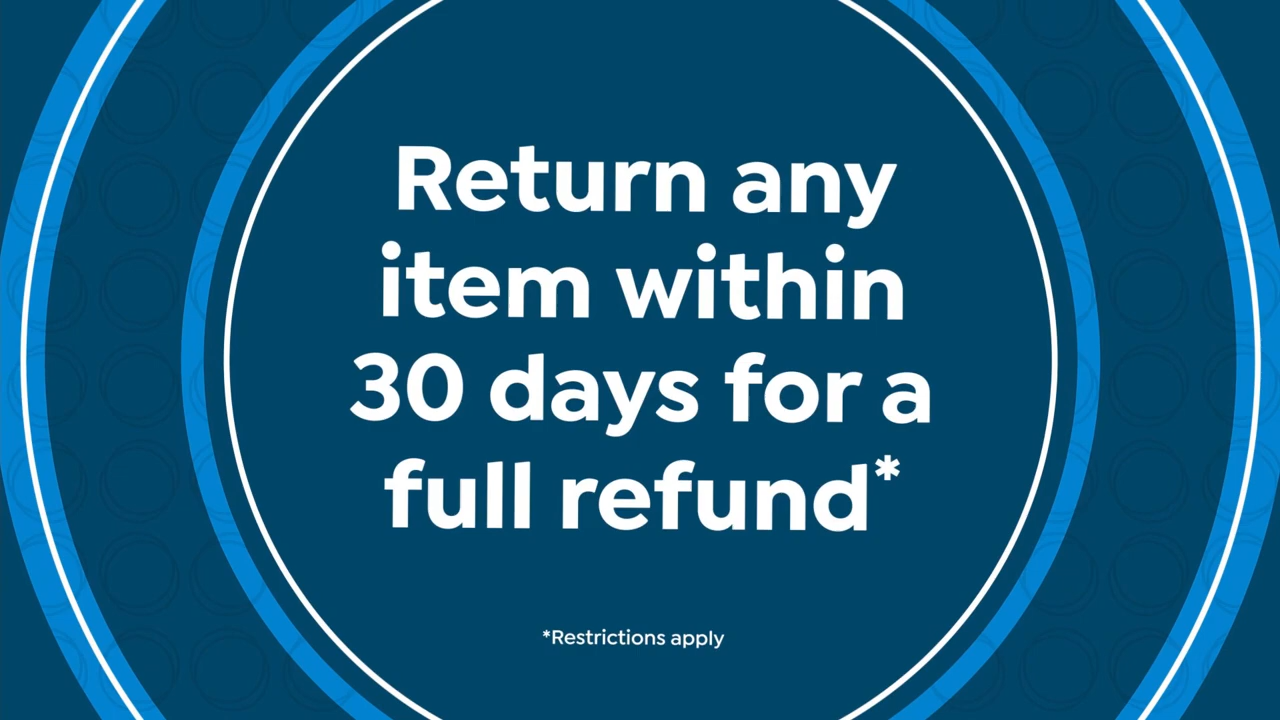 Return any
item within
30 days for a
full refund*
*Restrictions apply